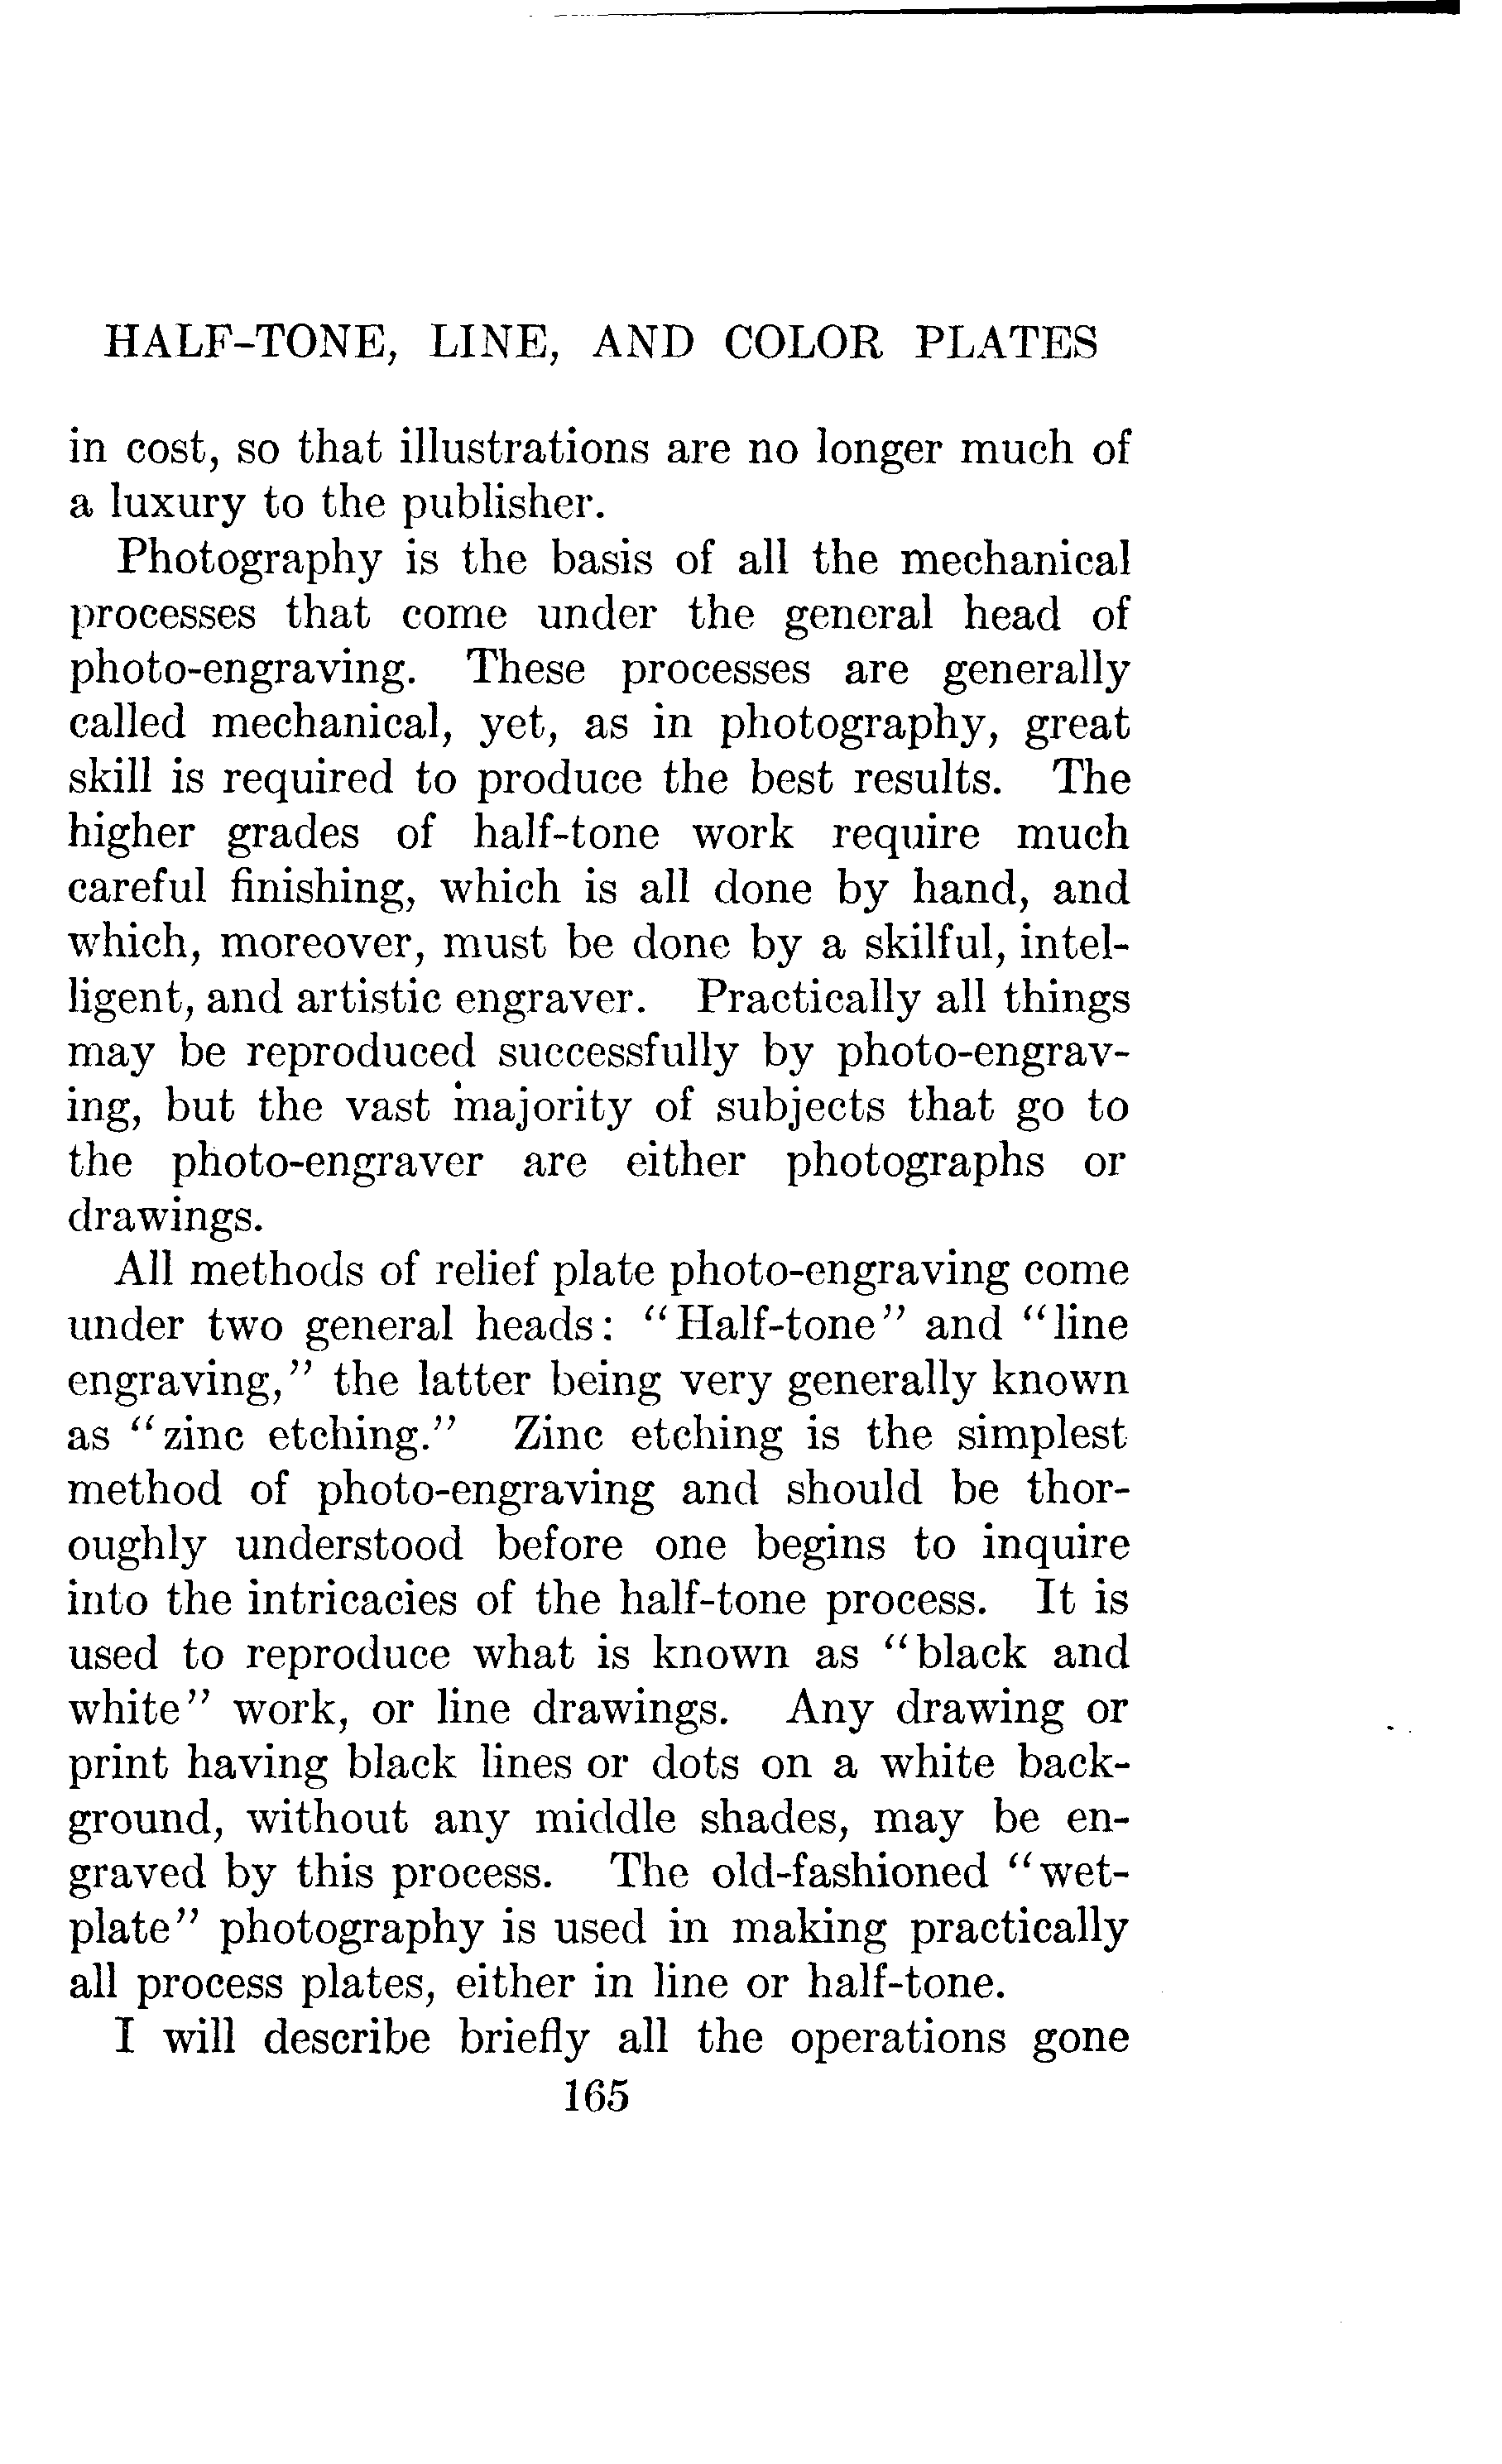 HALF-TONE, LINE, AND COLOR PLATES
in cost, so that illustrations are no longer much of
a luxury to the publisher.
Photography is the basis of all the mechanical
processes that come under the general head of
photo-engraving. These processes are generally
called mechanical, yet, as in photography, great
skill is required to produce the best results. The
higher grades of half-tone work require much
careful finishing, which is all done by hand, and
which, moreover, must be done by a skilful, intel-
ligent, and artistic engraver. Practically all things
may be reproduced successfully by photo-engrav-
ing, but the vast majority of subjects that go to
the photo-engraver are either photographs or
drawings.
All methods of relief plate photo-engraving come
under two general heads: "Half-tone" and "line
engraving," the latter being very generally known
as "zinc etching." Zinc etching is the simplest
method of photo-engraving and should be thor-
oughly understood before one begins to inquire
into the intricacies of the half-tone process. It is
used to reproduce what is known as "black and
white" work, or line drawings. Any drawing or
print having black lines or dots on a white back-
ground, without any middle shades, may be en-
graved by this process. The old-fashioned "wet-
plate" photography is used in making practically
all process plates, either in line or half-tone.
I will describe briefly all the operations gone
165